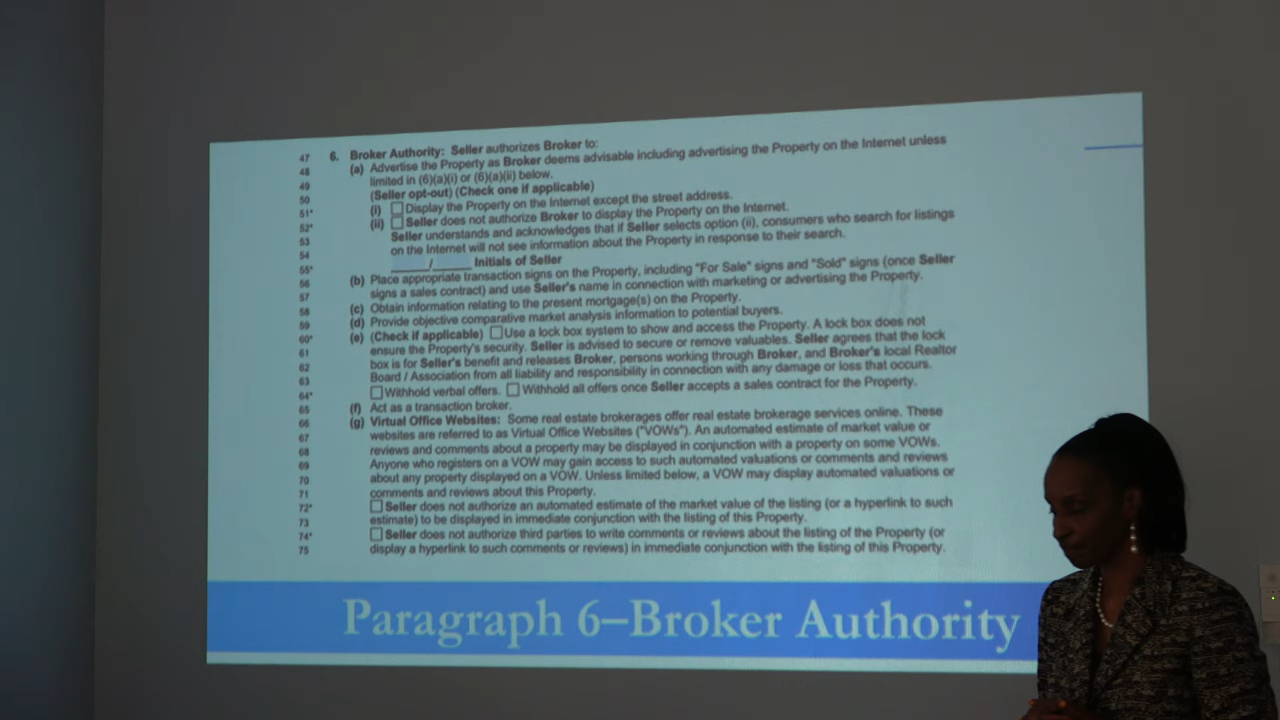 47 6. Broker Authority: Seller authorizes Broker to:
48 (a) Advertise the Property as Broker deems advisable including advertising the Property on the Internet unless
49 limited in (6)(a)(i) or (6)(a)(ii) below.
50 (Seller opt-out) (Check one if applicable)
51* (i) ☐ Display the Property on the Internet except the street address.
52* (ii) ☐ Seller does not authorize Broker to display the Property on the Internet.
53 Seller understands and acknowledges that if Seller selects option (ii), consumers who search for listings
54 on the Internet will not see information about the Property in response to their search.
55* _____ / _____ Initials of Seller
56 (b) Place appropriate transaction signs on the Property, including "For Sale" signs and "Sold" signs (once Seller
57 signs a sales contract) and use Seller's name in connection with marketing or advertising the Property.
58 (c) Obtain information relating to the present mortgage(s) on the Property.
59 (d) Provide objective comparative market analysis information to potential buyers.
60* (e) (Check if applicable) ☐ Use a lock box system to show and access the Property. A lock box does not
61 ensure the Property's security. Seller is advised to secure or remove valuables. Seller agrees that the lock
62 box is for Seller's benefit and releases Broker, persons working through Broker, and Broker's local Realtor
63 Board / Association from all liability and responsibility in connection with any damage or loss that occurs.
64* ☐ Withhold verbal offers. ☐ Withhold all offers once Seller accepts a sales contract for the Property.
65 (f) Act as a transaction broker.
66 (g) Virtual Office Websites: Some real estate brokerages offer real estate brokerage services online. These
67 websites are referred to as Virtual Office Websites ("VOWs"). An automated estimate of market value or
68 reviews and comments about a property may be displayed in conjunction with a property on some VOWs.
69 Anyone who registers on a VOW may gain access to such automated valuations or comments and reviews
70 about any property displayed on a VOW. Unless limited below, a VOW may display automated valuations or
71 comments and reviews about this Property.
72* ☐ Seller does not authorize an automated estimate of the market value of the listing (or a hyperlink to such
73 estimate) to be displayed in immediate conjunction with the listing of this Property.
74* ☐ Seller does not authorize third parties to write comments or reviews about the listing of the Property (or
75 display a hyperlink to such comments or reviews) in immediate conjunction with the listing of this Property.
Paragraph 6–Broker Authority